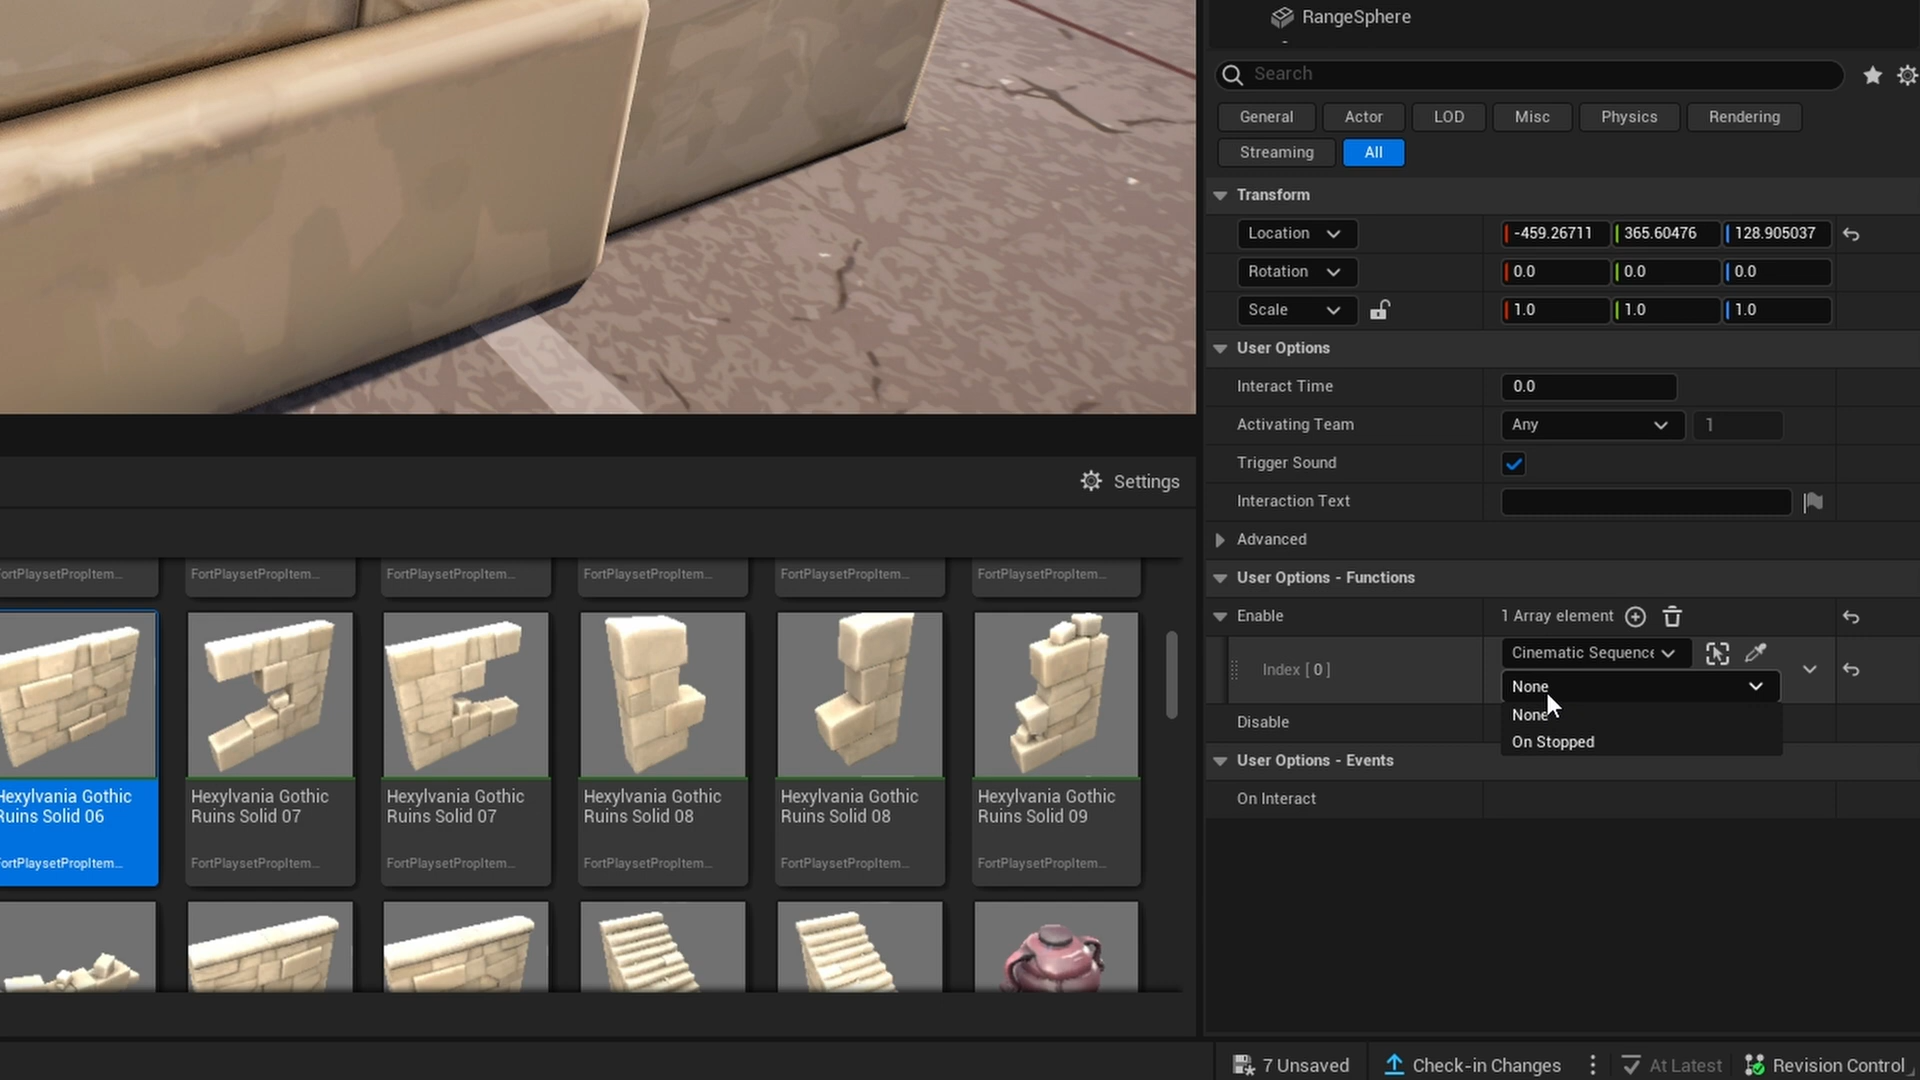 RangeSphere
Search
General Actor LOD Misc Physics Rendering
Streaming All
Transform
Location -459.26711 365.60476 128.905037
Rotation 0.0 0.0 0.0
Scale 1.0 1.0 1.0
User Options
Interact Time 0.0
Activating Team Any 1
Trigger Sound
Interaction Text
Advanced
User Options - Functions
Enable 1 Array element
Index [ 0 ] Cinematic Sequence
None
None
On Stopped
Disable
User Options - Events
On Interact
Settings
FortPlaysetPropItem... FortPlaysetPropItem... FortPlaysetPropItem... FortPlaysetPropItem... FortPlaysetPropItem...
Hexylvania Gothic Hexylvania Gothic Hexylvania Gothic Hexylvania Gothic Hexylvania Gothic Hexylvania Gothic
Ruins Solid 06 Ruins Solid 07 Ruins Solid 07 Ruins Solid 08 Ruins Solid 08 Ruins Solid 09
FortPlaysetPropItem... FortPlaysetPropItem... FortPlaysetPropItem... FortPlaysetPropItem... FortPlaysetPropItem... FortPlaysetPropItem...
7 Unsaved Check-in Changes At Latest Revision Control